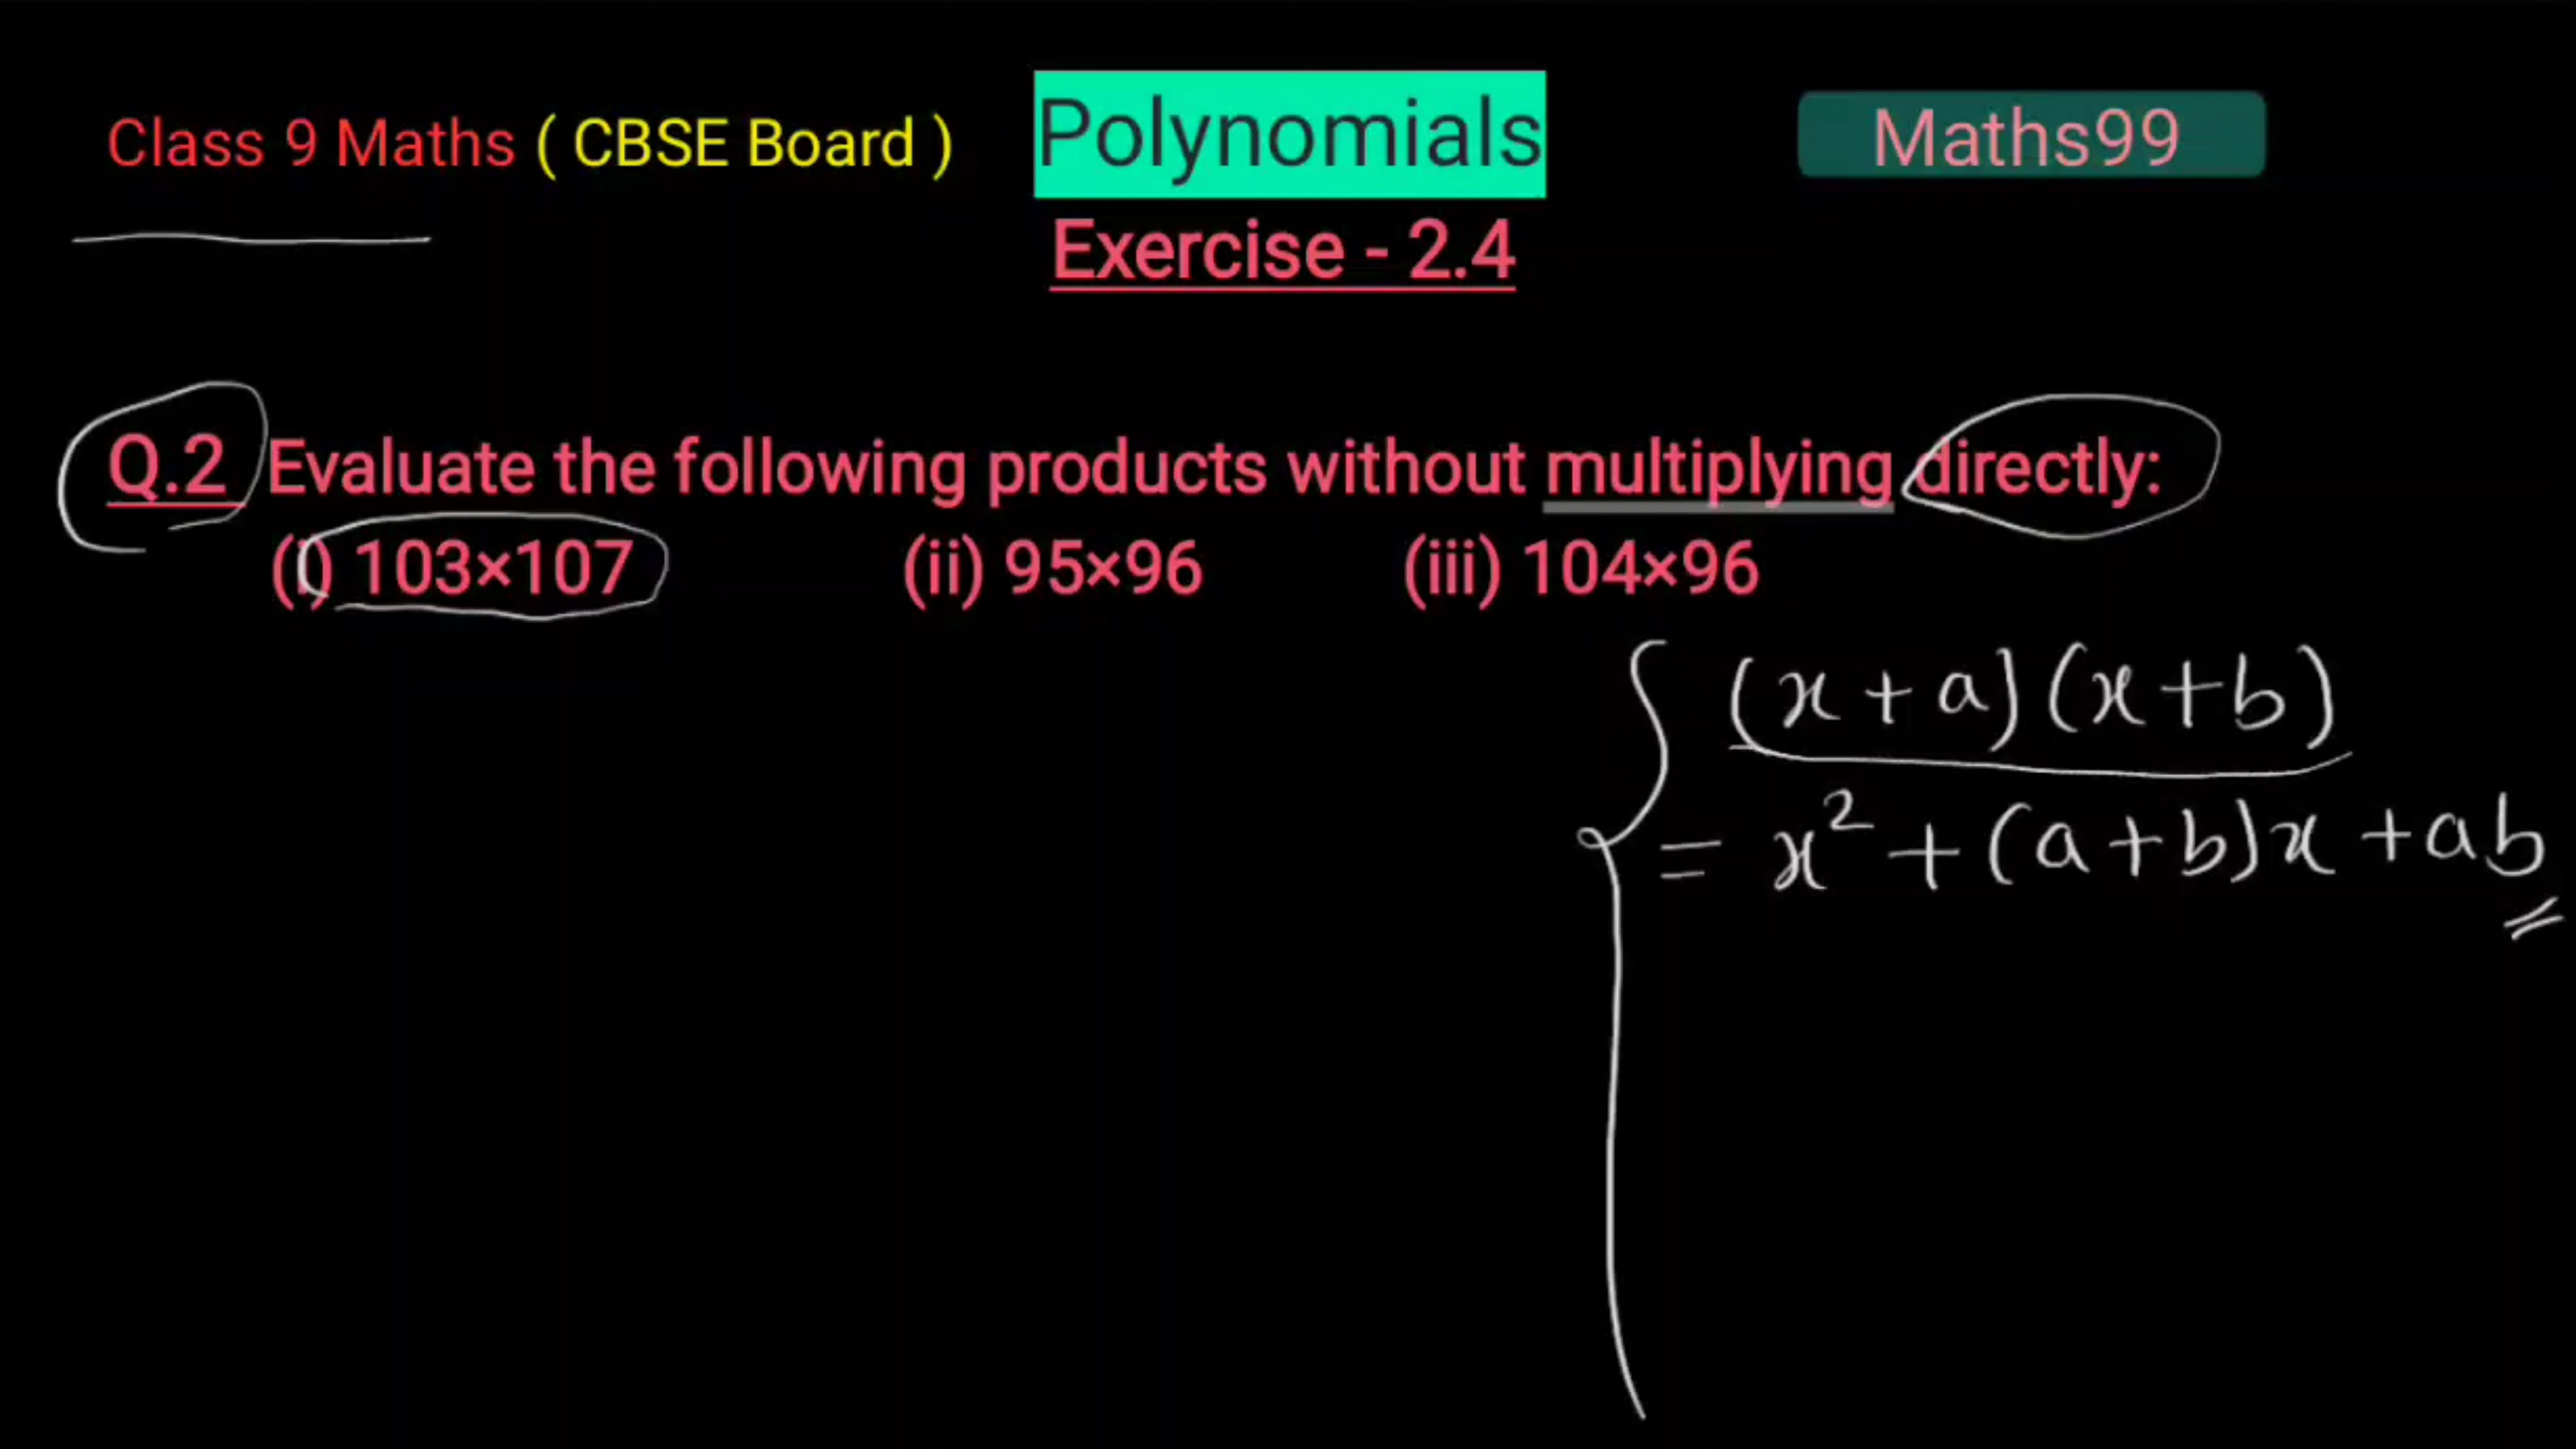 Class 9 Maths ( CBSE Board )
Polynomials
Maths99
Exercise - 2.4
Q.2 Evaluate the following products without multiplying directly:
(i) 103×107 (ii) 95×96 (iii) 104×96
(x+a)(x+b)
= x²+(a+b)x+ab